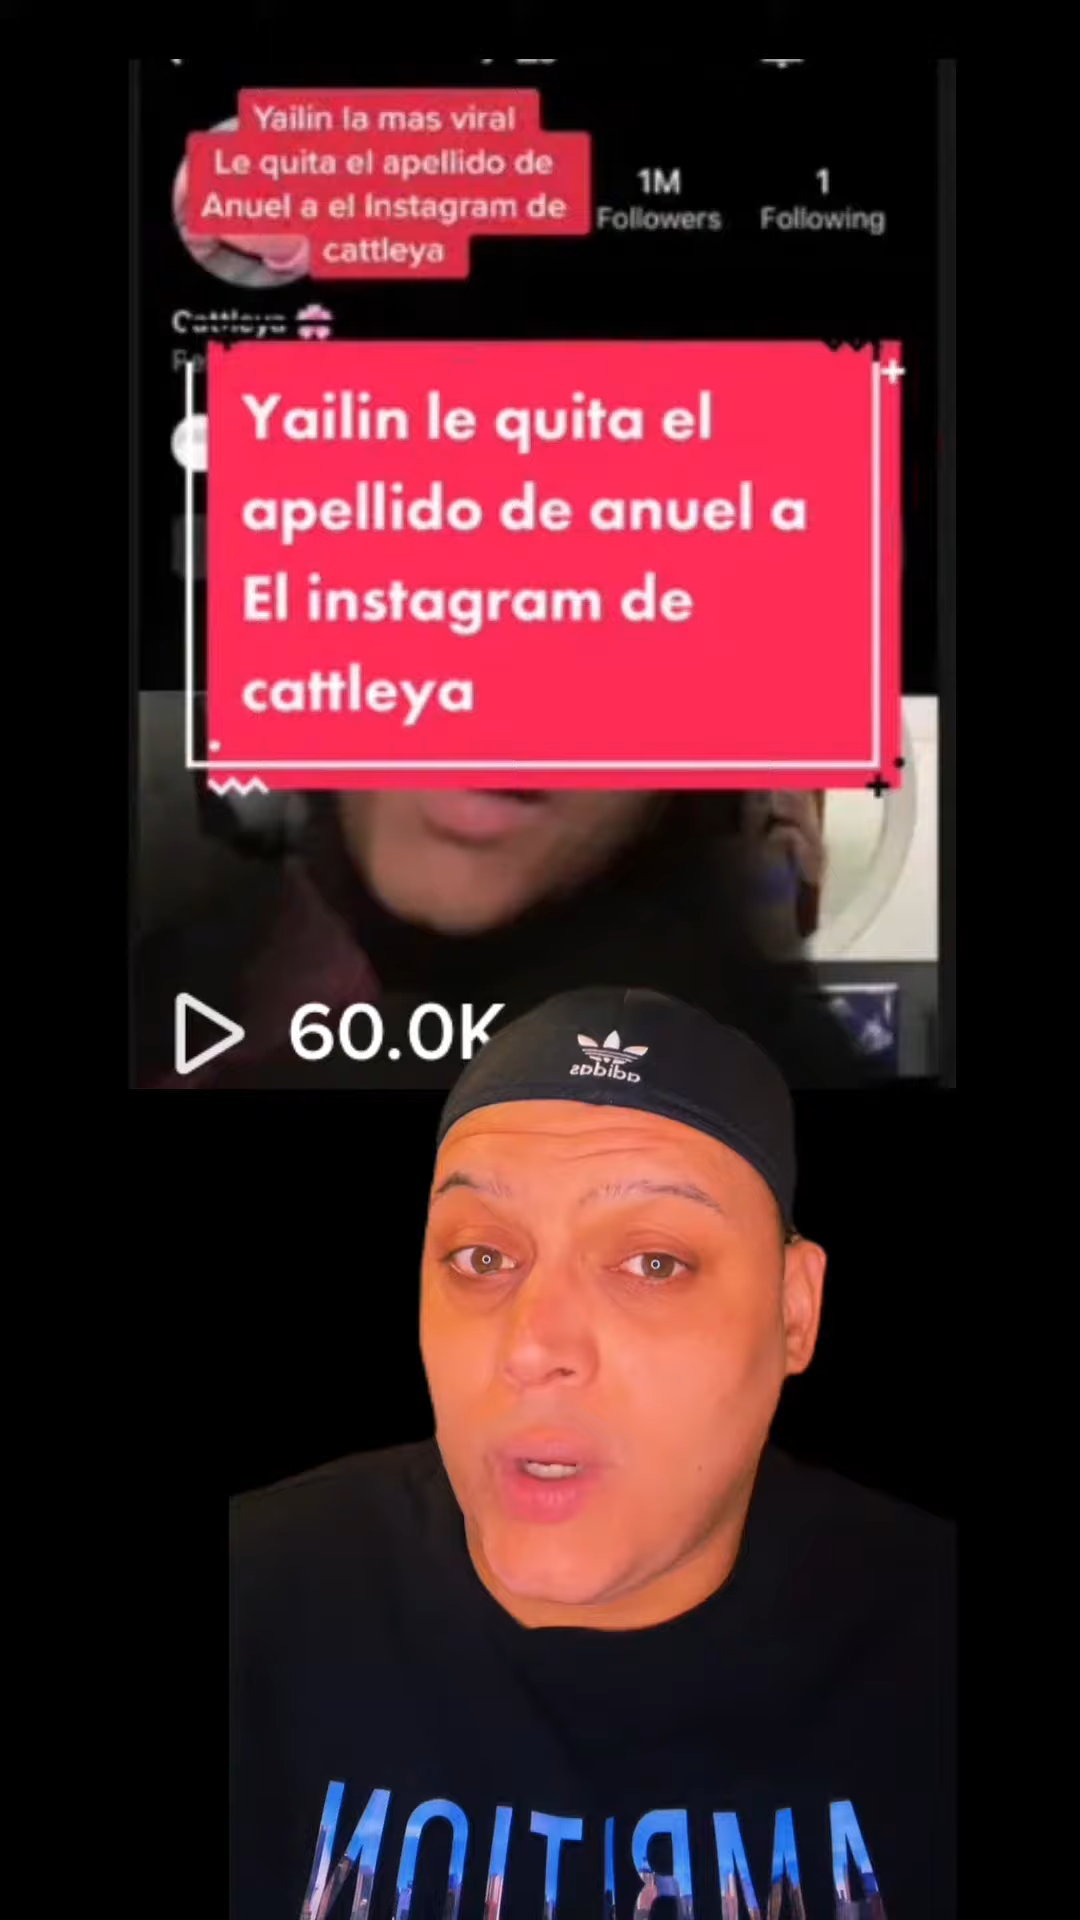 Yailin la mas viral
Le quita el apellido de
Anuel a el Instagram de
cattleya
1M
Followers
1
Following
Cattleya
Yailin le quita el
apellido de anuel a
El instagram de
cattleya
60.0K
adidas
AMBITION